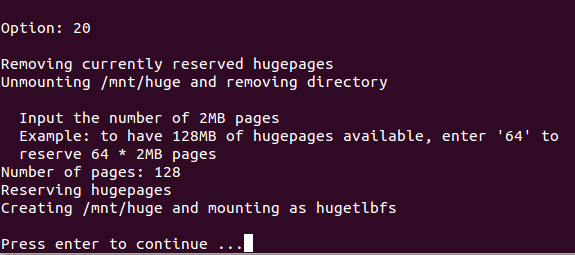 Option: 20
Removing currently reserved hugepages
Unmounting /mnt/huge and removing directory
Input the number of 2MB pages
Example: to have 128MB of hugepages available, enter '64' to
reserve 64 * 2MB pages
Number of pages: 128
Reserving hugepages
Creating /mnt/huge and mounting as hugetlbfs
Press enter to continue ...